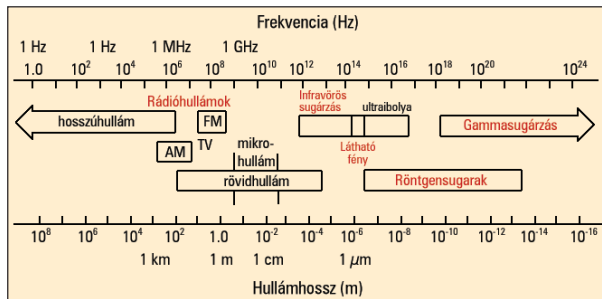 Frekvencia (Hz)
1 Hz 1 Hz 1 MHz 1 GHz
1.0 10² 10⁴ 10⁶ 10⁸ 10¹⁰ 10¹² 10¹⁴ 10¹⁶ 10¹⁸ 10²⁰ 10²⁴
Rádióhullámok
Infravörös
sugárzás
ultraibolya
hosszúhullám
FM
Gammasugárzás
AM
TV
mikro-
hullám
Látható
fény
rövidhullám
Röntgensugarak
10⁸ 10⁶ 10⁴ 10² 1.0 10⁻² 10⁻⁴ 10⁻⁶ 10⁻⁸ 10⁻¹⁰ 10⁻¹² 10⁻¹⁴ 10⁻¹⁶
1 km 1 m 1 cm 1 μm
Hullámhossz (m)